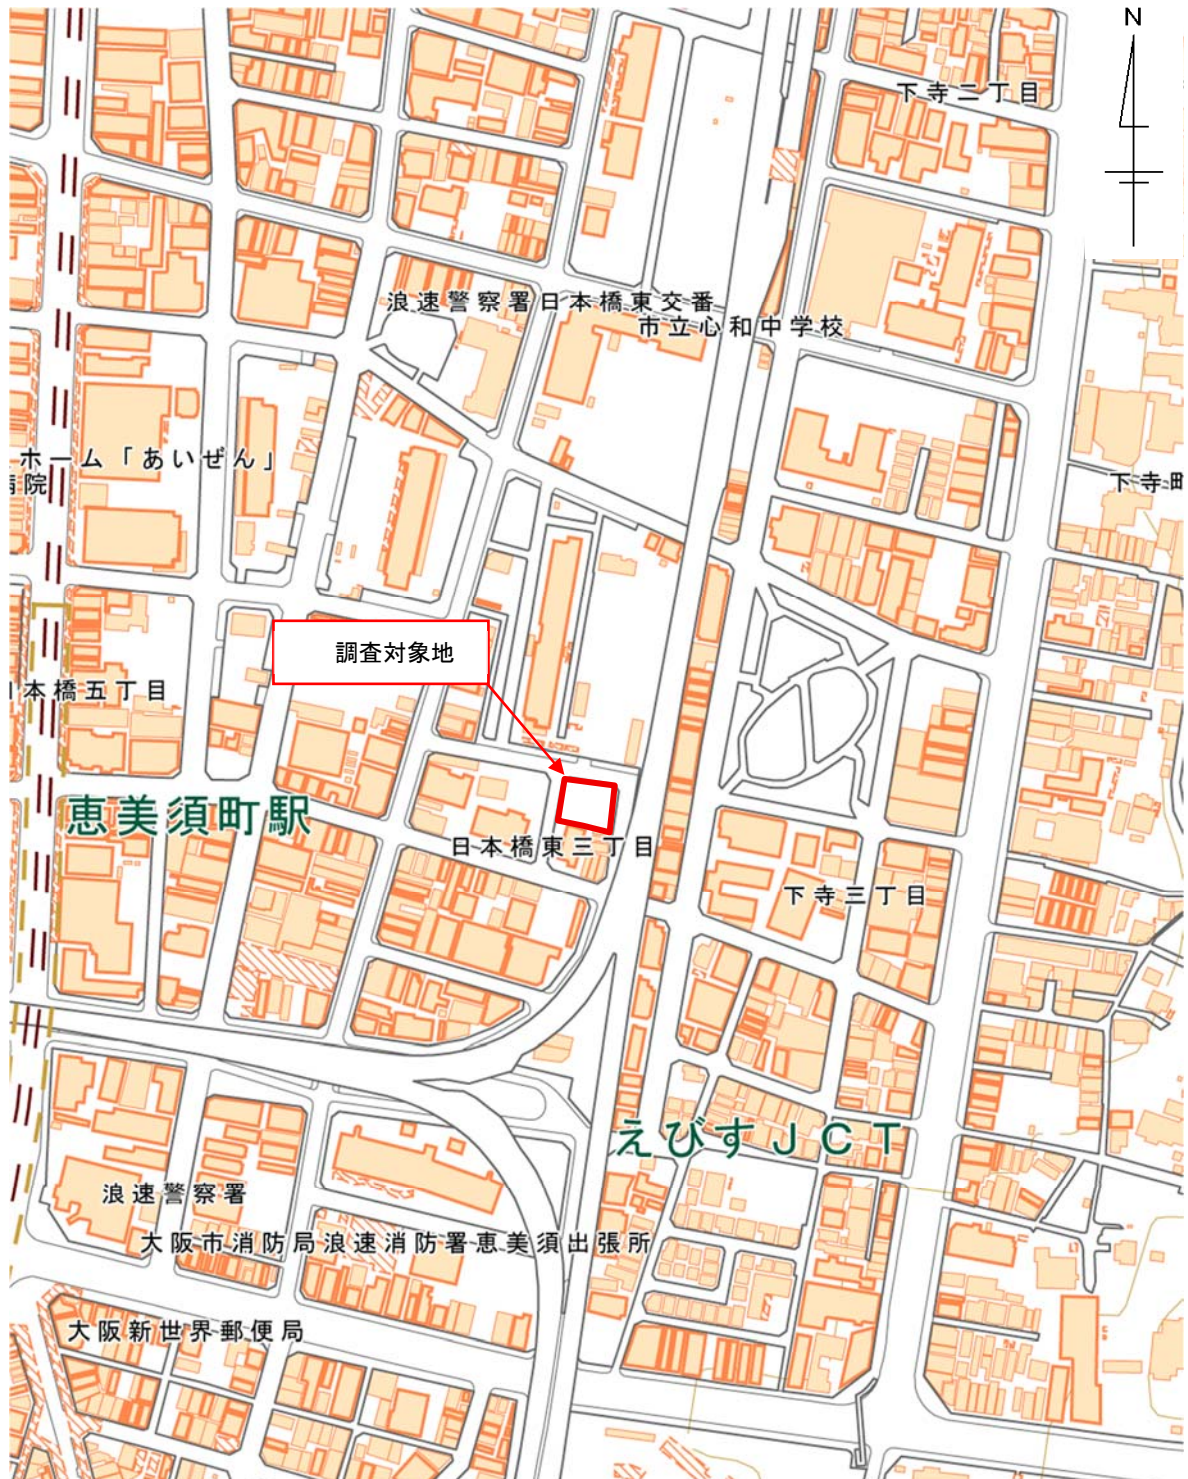 N
下寺二丁目
浪速警察署日本橋東交番
市立心和中学校
ホーム「あいぜん」
病院
下寺町
調査対象地
日本橋五丁目
恵美須町駅
日本橋東三丁目
下寺三丁目
えびすJCT
浪速警察署
大阪市消防局浪速消防署恵美須出張所
大阪新世界郵便局